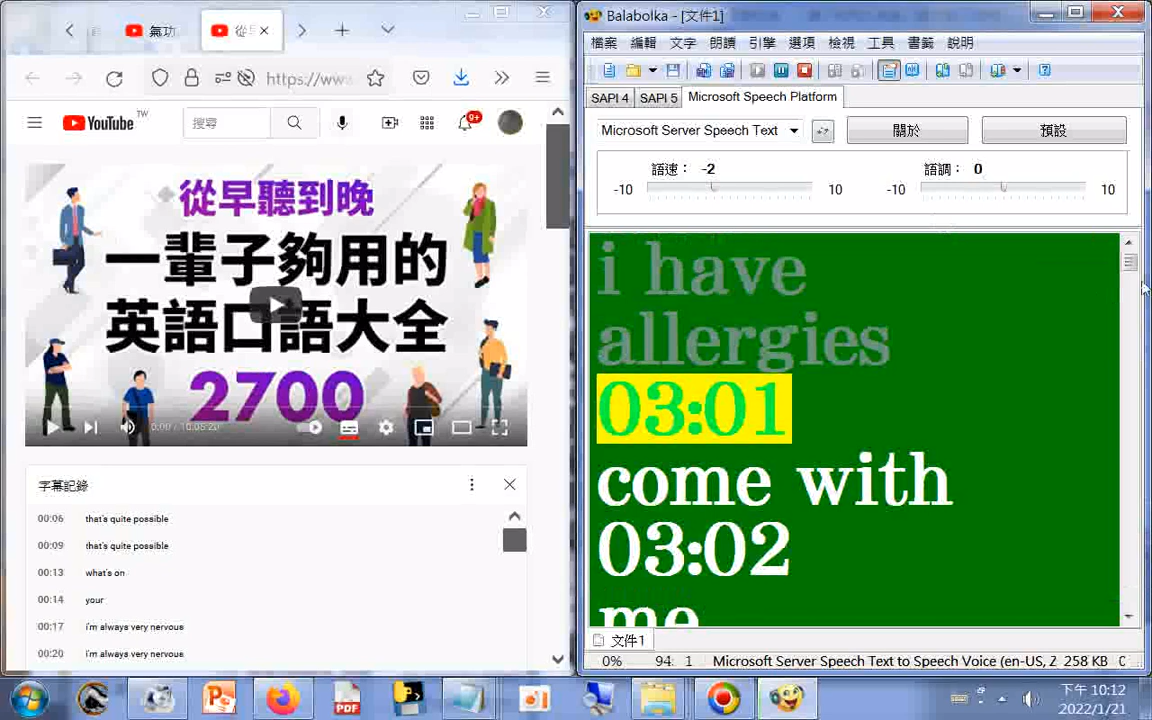 氣功
從
https://www
YouTube TW
搜尋
9+
從早聽到晚
一輩子夠用的
英語口語大全
2700
0:00 / 10:05:20
字幕記錄
00:06 that's quite possible
00:09 that's quite possible
00:13 what's on
00:14 your
00:17 i'm always very nervous
00:20 i'm always very nervous
Balabolka - [文件1]
檔案 編輯 文字 朗讀 引擎 選項 檢視 工具 書籤 說明
SAPI 4 SAPI 5 Microsoft Speech Platform
Microsoft Server Speech Text
關於
預設
語速： -2
語調： 0
-10 10
-10 10
i have
allergies
03:01
come with
03:02
me
文件1
0% 94: 1 Microsoft Server Speech Text to Speech Voice (en-US, Z 258 KB
PDF
下午 10:12
2022/1/21